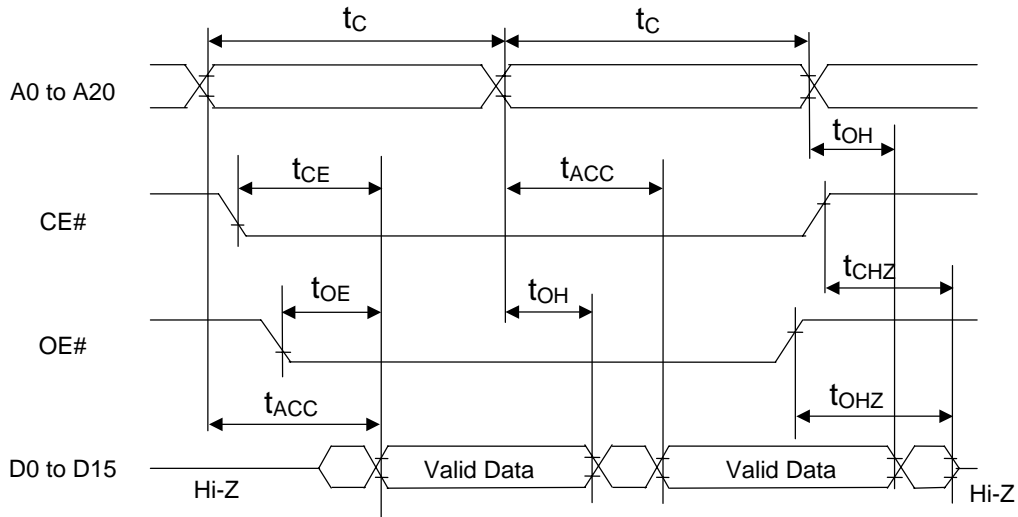 tC tC
A0 to A20
tOH
tCE tACC
CE#
tCHZ
tOE tOH
OE#
tOHZ
tACC
D0 to D15 Valid Data Valid Data
Hi-Z Hi-Z